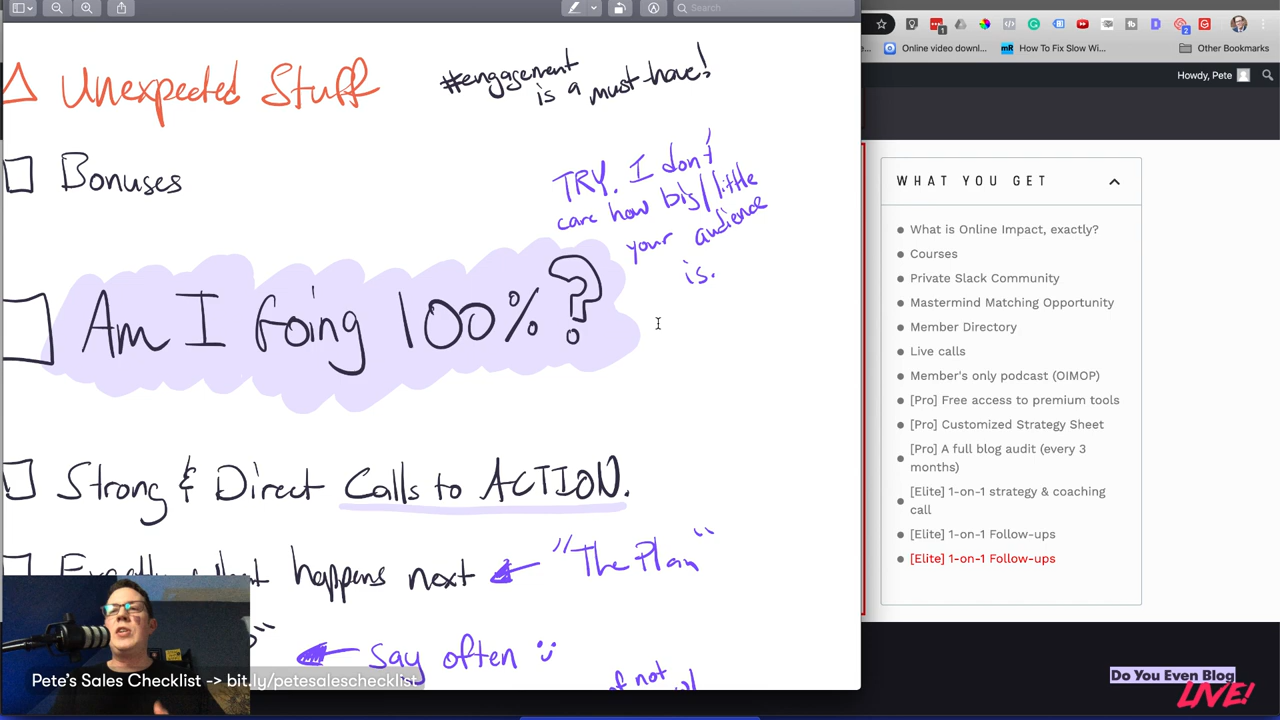 Search
Online video downl...
How To Fix Slow Wi...
Other Bookmarks
Howdy, Pete
Unexpected Stuff
#engagement
is a must-have!
Bonuses
TRY. I don't
care how big/little
your audience
is.
Am I Going 100%?
Strong & Direct Calls to ACTION.
happens next
"The Plan"
say often
of not
Pete's Sales Checklist -> bit.ly/petesaleschecklist
WHAT YOU GET
What is Online Impact, exactly?
Courses
Private Slack Community
Mastermind Matching Opportunity
Member Directory
Live calls
Member's only podcast (OIMOP)
[Pro] Free access to premium tools
[Pro] Customized Strategy Sheet
[Pro] A full blog audit (every 3
months)
[Elite] 1-on-1 strategy & coaching
call
[Elite] 1-on-1 Follow-ups
[Elite] 1-on-1 Follow-ups
Do You Even Blog
LIVE!